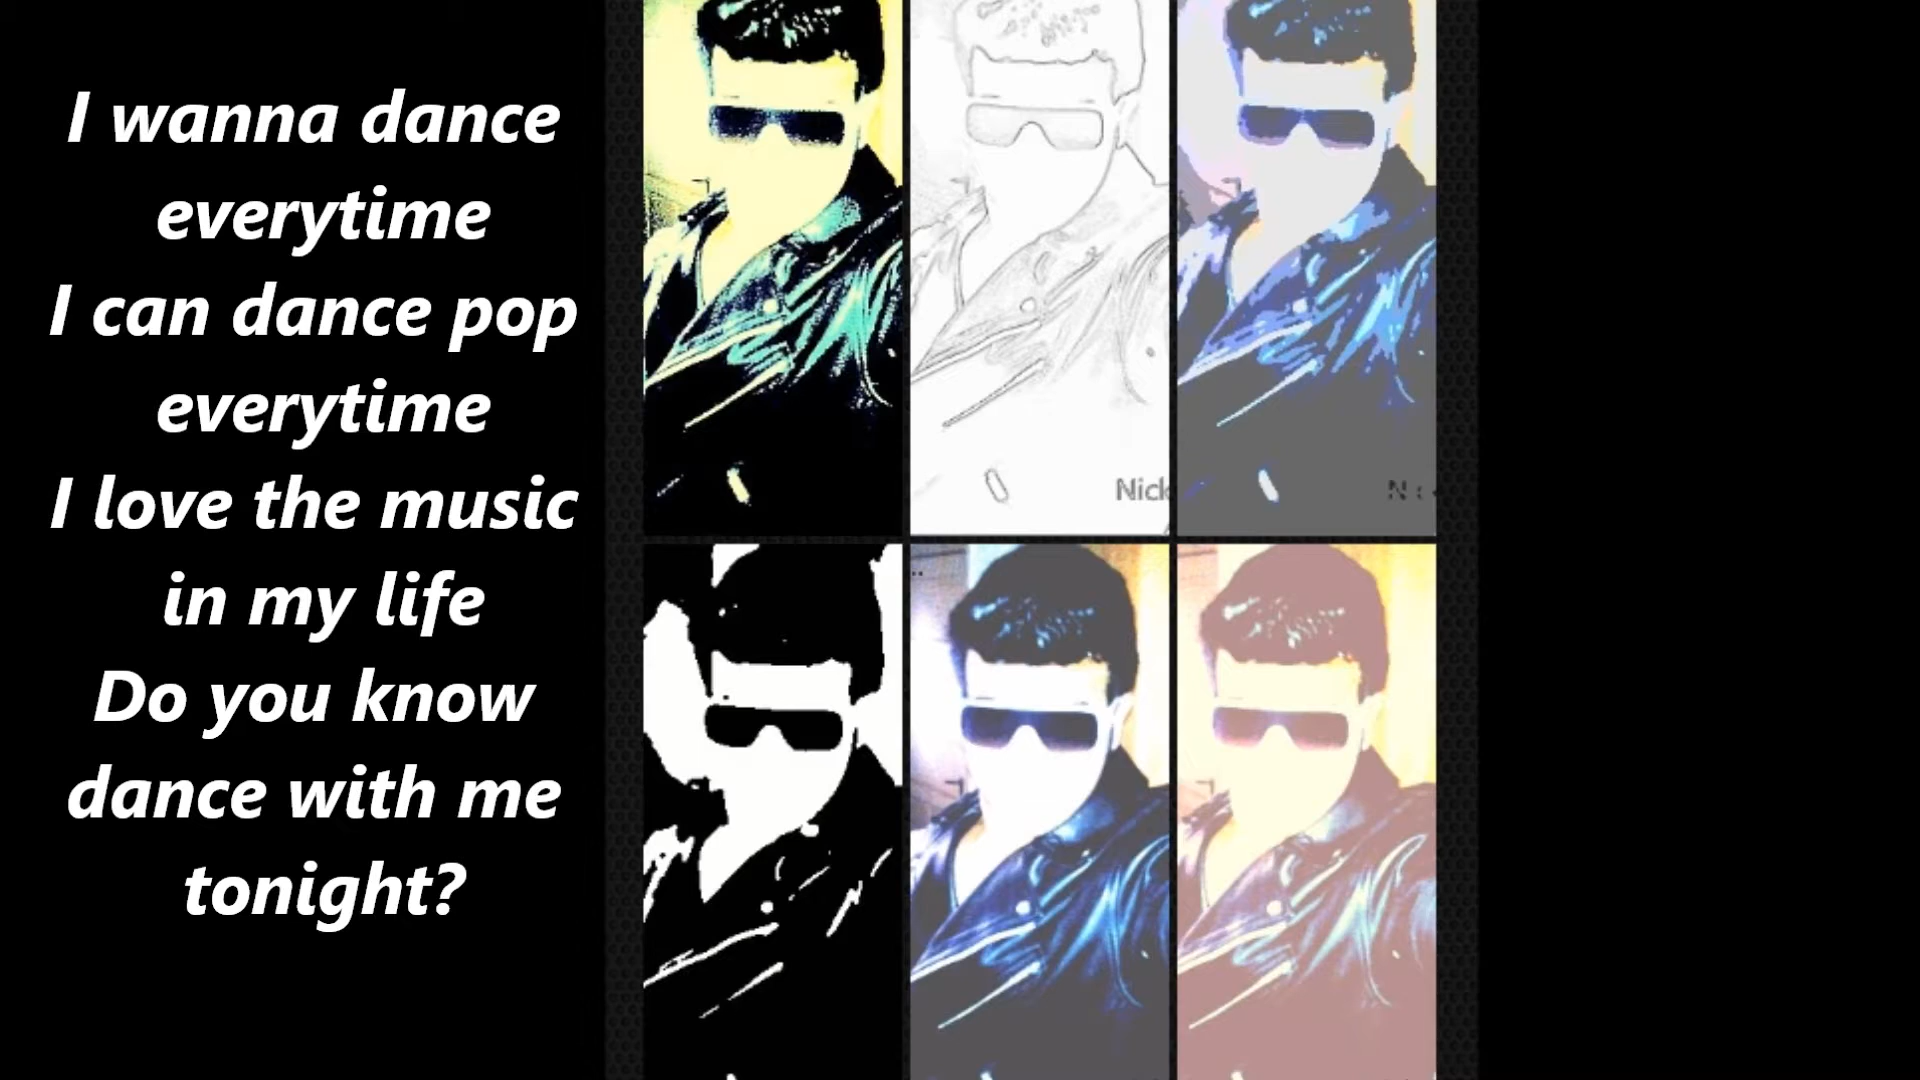 I wanna dance
everytime
I can dance pop
everytime
I love the music
in my life
Do you know
dance with me
tonight?
Nick